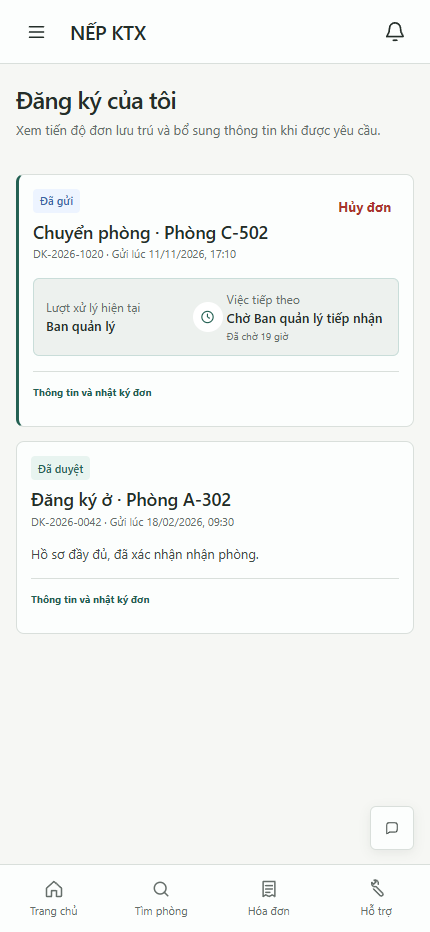 NẾP KTX
Đăng ký của tôi
Xem tiến độ đơn lưu trú và bổ sung thông tin khi được yêu cầu.
Đã gửi
Hủy đơn
Chuyển phòng · Phòng C-502
DK-2026-1020 · Gửi lúc 11/11/2026, 17:10
Lượt xử lý hiện tại
Ban quản lý
Việc tiếp theo
Chờ Ban quản lý tiếp nhận
Đã chờ 19 giờ
Thông tin và nhật ký đơn
Đã duyệt
Đăng ký ở · Phòng A-302
DK-2026-0042 · Gửi lúc 18/02/2026, 09:30
Hồ sơ đầy đủ, đã xác nhận nhận phòng.
Thông tin và nhật ký đơn
Trang chủ
Tìm phòng
Hóa đơn
Hỗ trợ